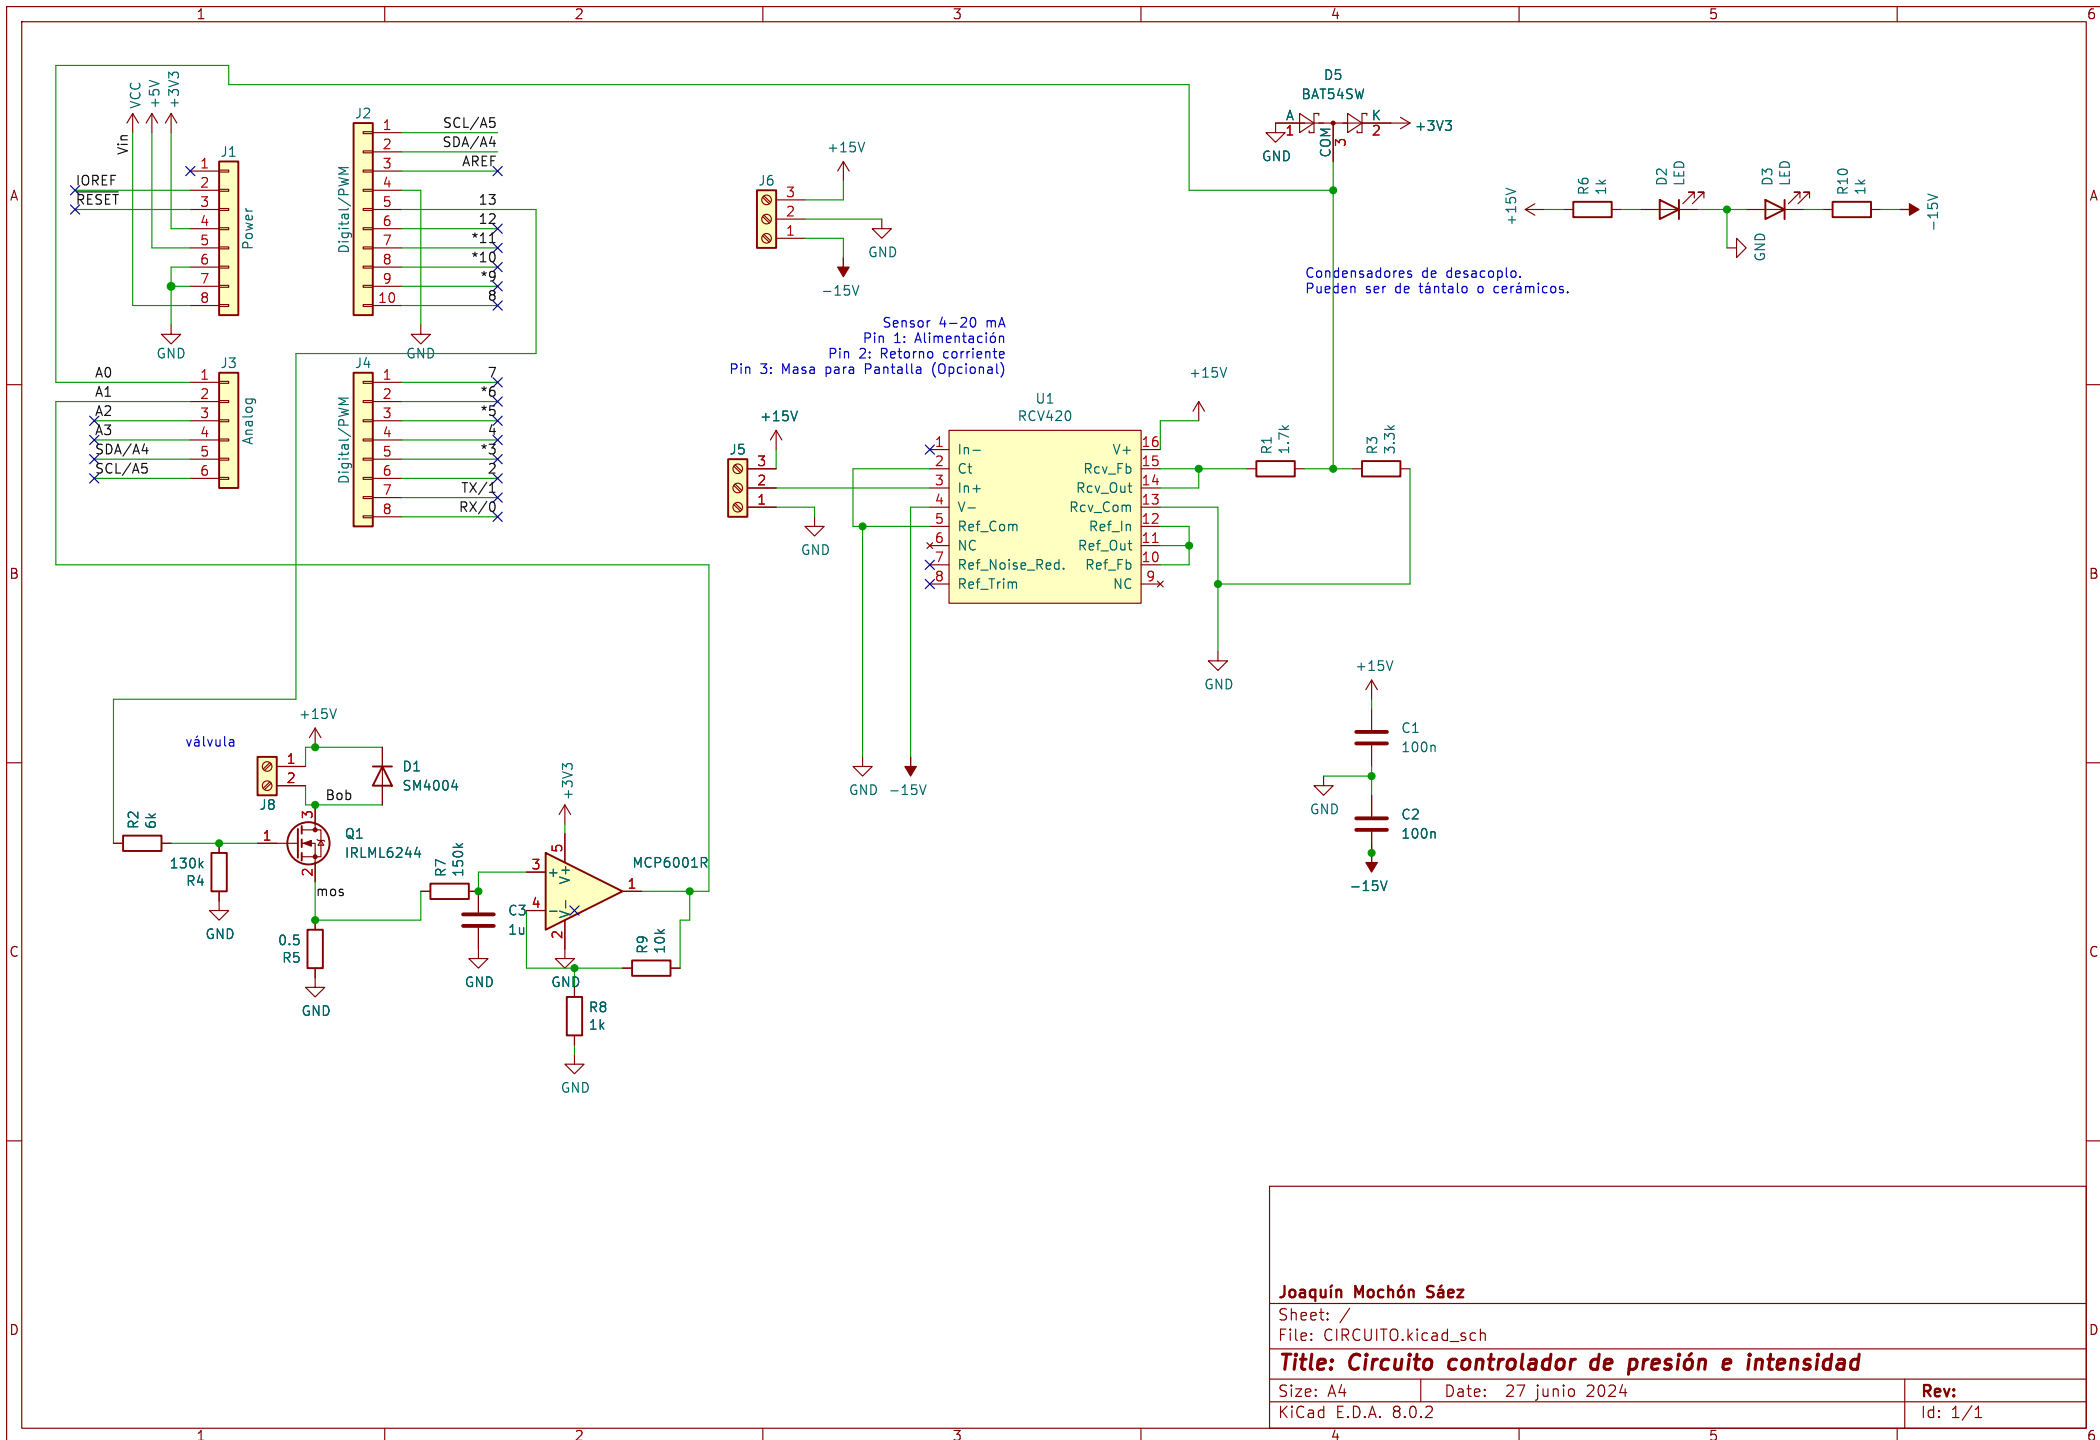 1 2 3 4 5 6
A
B
C
D
VCC
+5V
+3V3
Vin
J1
1
IOREF 2
RESET 3
4
5
6
7
8
Power
GND
J2
1 SCL/A5
2 SDA/A4
3 AREF
4
5 13
6 12
7 *11
8 *10
9 *9
10 8
Digital/PWM
GND
J3
A0 1
A1 2
A2 3
A3 4
SDA/A4 5
SCL/A5 6
Analog
J4
1 7
2 *6
3 *5
4 4
5 *3
6 2
7 TX/1
8 RX/0
Digital/PWM
+15V
J6
3
2
1
GND
-15V
D5
BAT54SW
A K
1 2
COM
3
+3V3
GND
+15V
R6
1k
D2
LED
D3
LED
R10
1k
-15V
GND
Condensadores de desacoplo.
Pueden ser de tántalo o cerámicos.
Sensor 4-20 mA
Pin 1: Alimentación
Pin 2: Retorno corriente
Pin 3: Masa para Pantalla (Opcional)
+15V
J5
3
2
1
GND
U1
RCV420
+15V
1 In- V+ 16
2 Ct Rcv_Fb 15
3 In+ Rcv_Out 14
4 V- Rcv_Com 13
5 Ref_Com Ref_In 12
6 NC Ref_Out 11
7 Ref_Noise_Red. Ref_Fb 10
8 Ref_Trim NC 9
R1
1.7k
R3
3.3k
GND
GND -15V
+15V
C1
100n
GND
C2
100n
-15V
válvula
+15V
1
2
J8
D1
SM4004
Bob
R2
6k
1
3
2
Q1
IRLML6244
130k
R4
GND
mos
0.5
R5
GND
R7
150k
C3
1u
GND
+3V3
MCP6001R
3 + V+ 5
4 - V- 2
1
GND
R9
10k
R8
1k
GND
Joaquín Mochón Sáez
Sheet: /
File: CIRCUITO.kicad_sch
Title: Circuito controlador de presión e intensidad
Size: A4 Date: 27 junio 2024 Rev:
KiCad E.D.A. 8.0.2 Id: 1/1
A
B
C
D
1 2 3 4 5 6